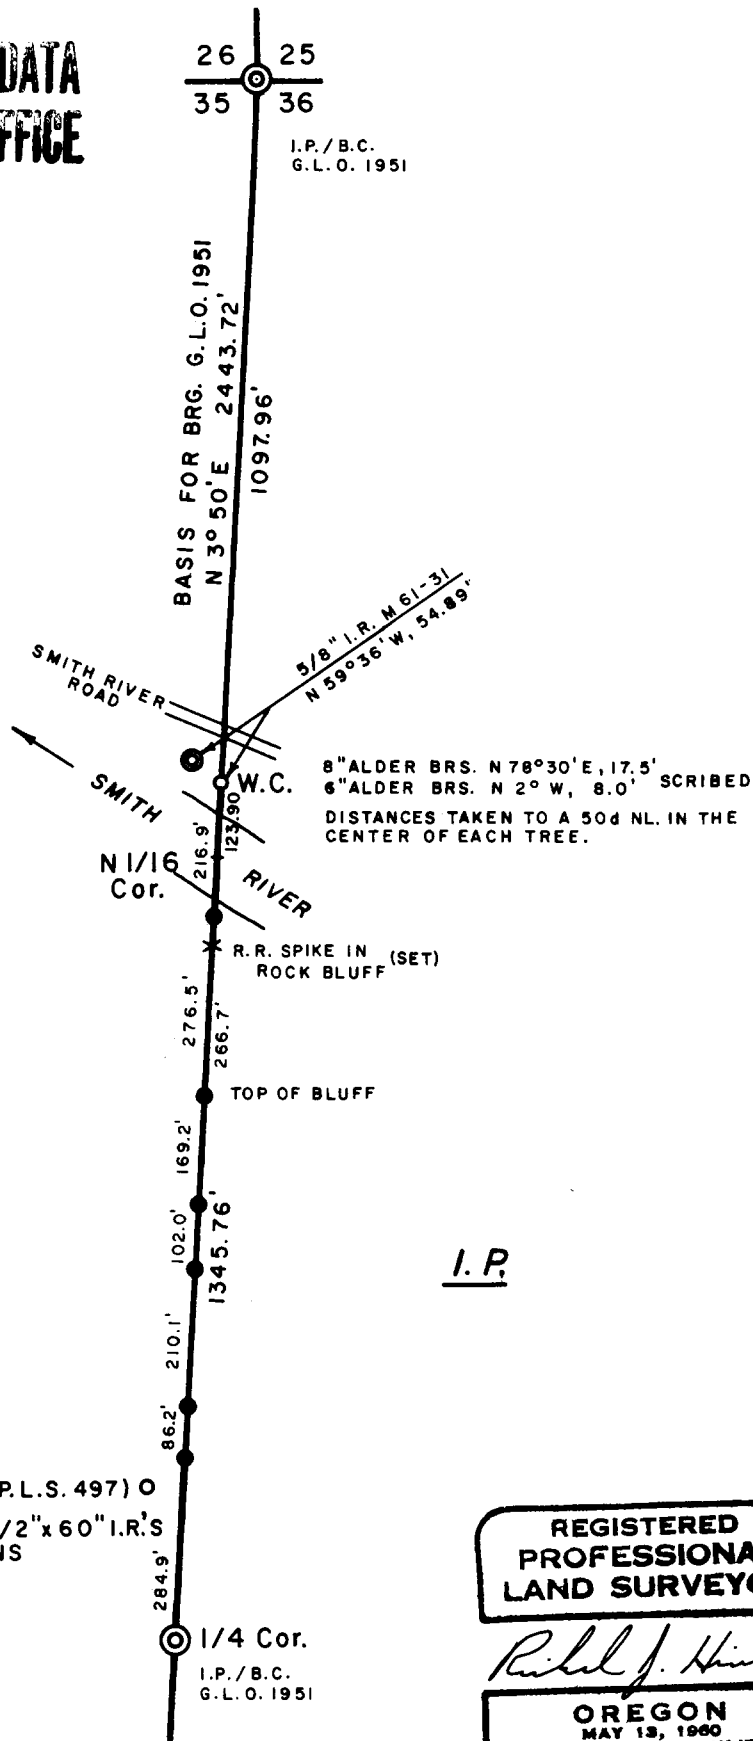 DATA
26 25
FFICE
35 36
I.P./B.C.
G.L.O. 1951
BASIS FOR BRG. G.L.O. 1951
N 3° 50' E 2443.72'
1097.96'
5/8" I.R. M 61-31
N 59°36' W, 54.89'
SMITH RIVER
ROAD
SMITH
RIVER
W.C.
8" ALDER BRS. N 78°30' E, 17.5'
6" ALDER BRS. N 2° W, 8.0' SCRIBED
DISTANCES TAKEN TO A 50d NL. IN THE
CENTER OF EACH TREE.
123.90
216.9'
N 1/16
Cor.
R.R. SPIKE IN (SET)
ROCK BLUFF
276.5'
266.7'
TOP OF BLUFF
169.2'
1345.76'
102.0'
I.P.
210.1'
86.2'
P.L.S. 497) O
/2" x 60" I.R.'S
NS
284.9'
1/4 Cor.
I.P./B.C.
G.L.O. 1951
REGISTERED
PROFESSIONA
LAND SURVEYO
OREGON
MAY 13, 1960